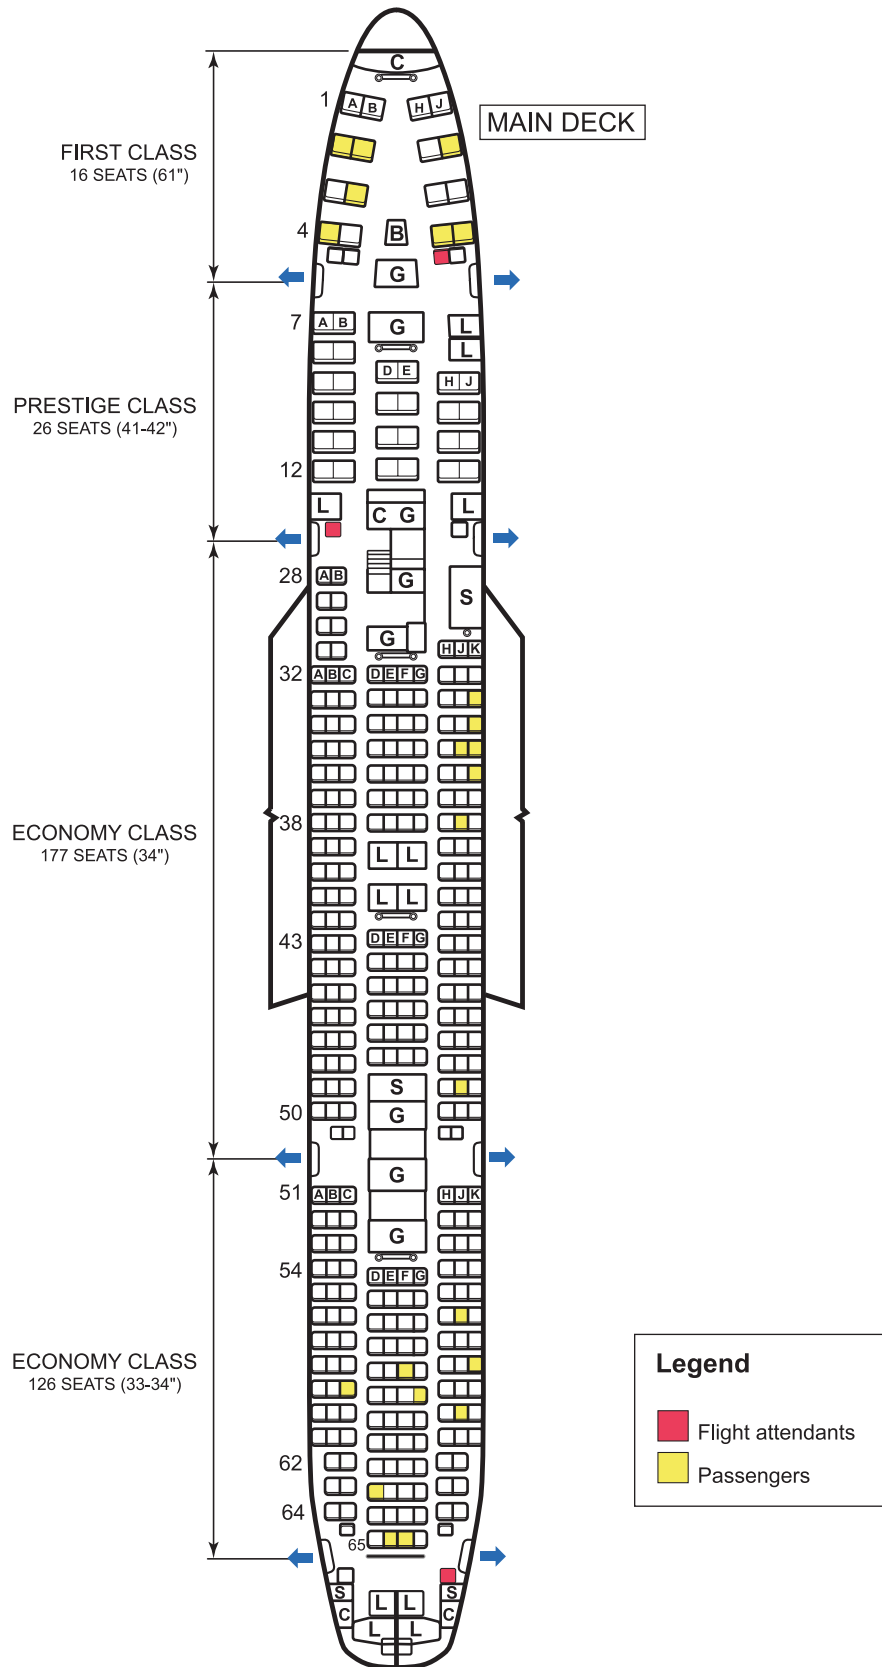 C
1 A B H J
MAIN DECK
FIRST CLASS
16 SEATS (61")
4 B
G
7 A B G L
L
D E
H J
PRESTIGE CLASS
26 SEATS (41-42")
12
L C G L
28 A B G S
G
H J K
32 A B C D E F G
38
ECONOMY CLASS
177 SEATS (34")
L L
L L
43 D E F G
S
50 G
G
51 A B C H J K
G
54 D E F G
ECONOMY CLASS
126 SEATS (33-34")
62
64
65
Legend
Flight attendants
Passengers
S L L S
C L L C